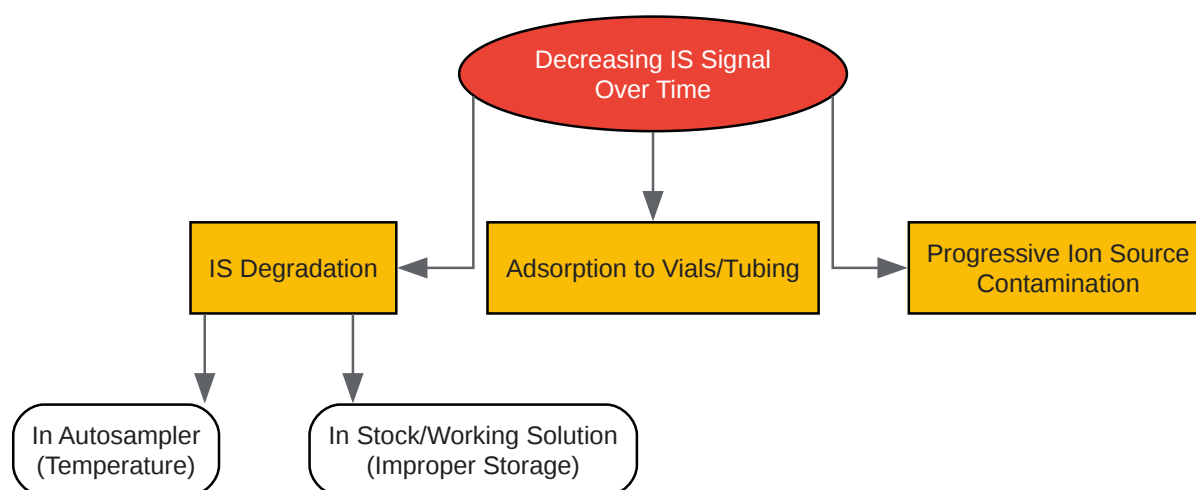 Decreasing IS Signal
Over Time
IS Degradation
Adsorption to Vials/Tubing
Progressive Ion Source
Contamination
In Autosampler
(Temperature)
In Stock/Working Solution
(Improper Storage)